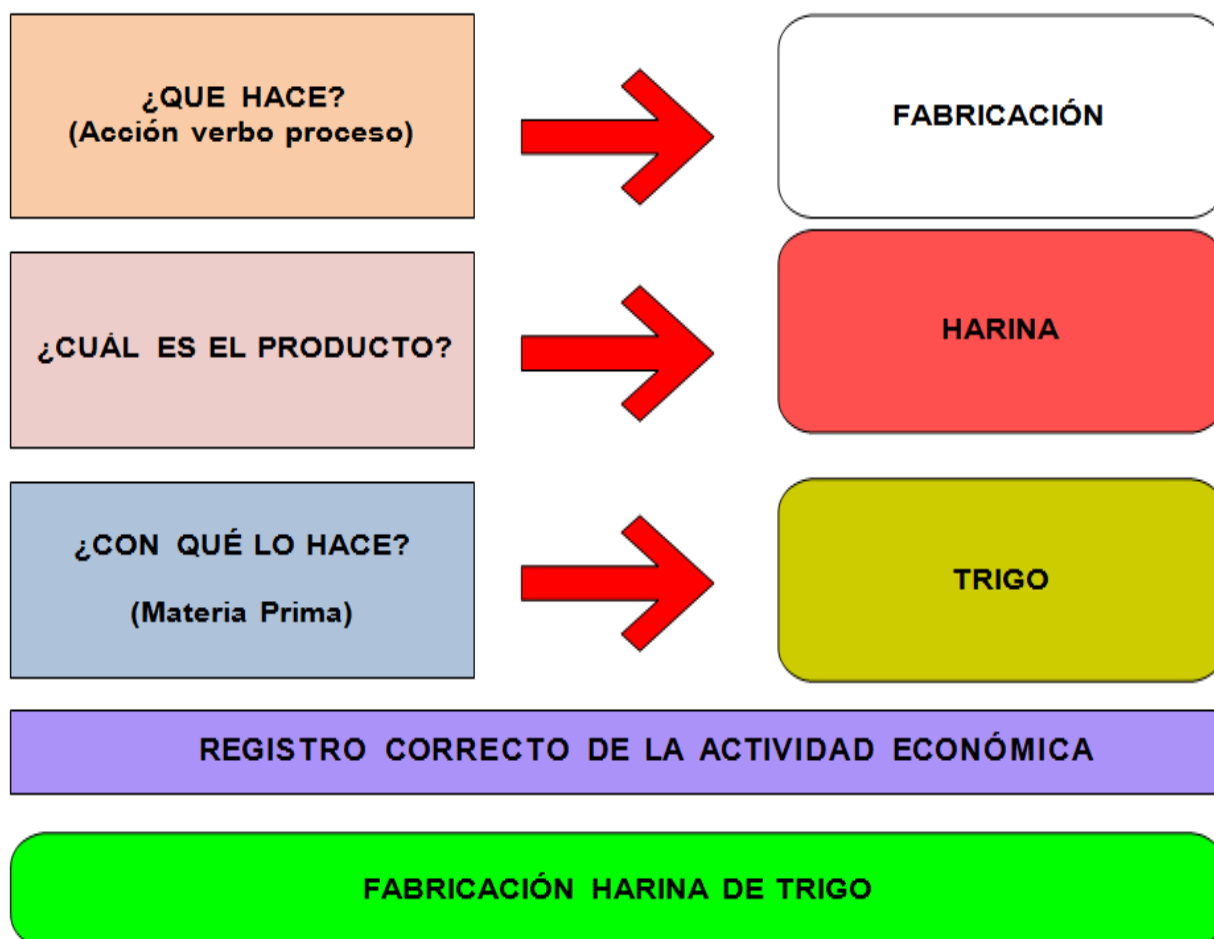 ¿QUE HACE?
(Acción verbo proceso)
FABRICACIÓN
¿CUÁL ES EL PRODUCTO?
HARINA
¿CON QUÉ LO HACE?
(Materia Prima)
TRIGO
REGISTRO CORRECTO DE LA ACTIVIDAD ECONÓMICA
FABRICACIÓN HARINA DE TRIGO